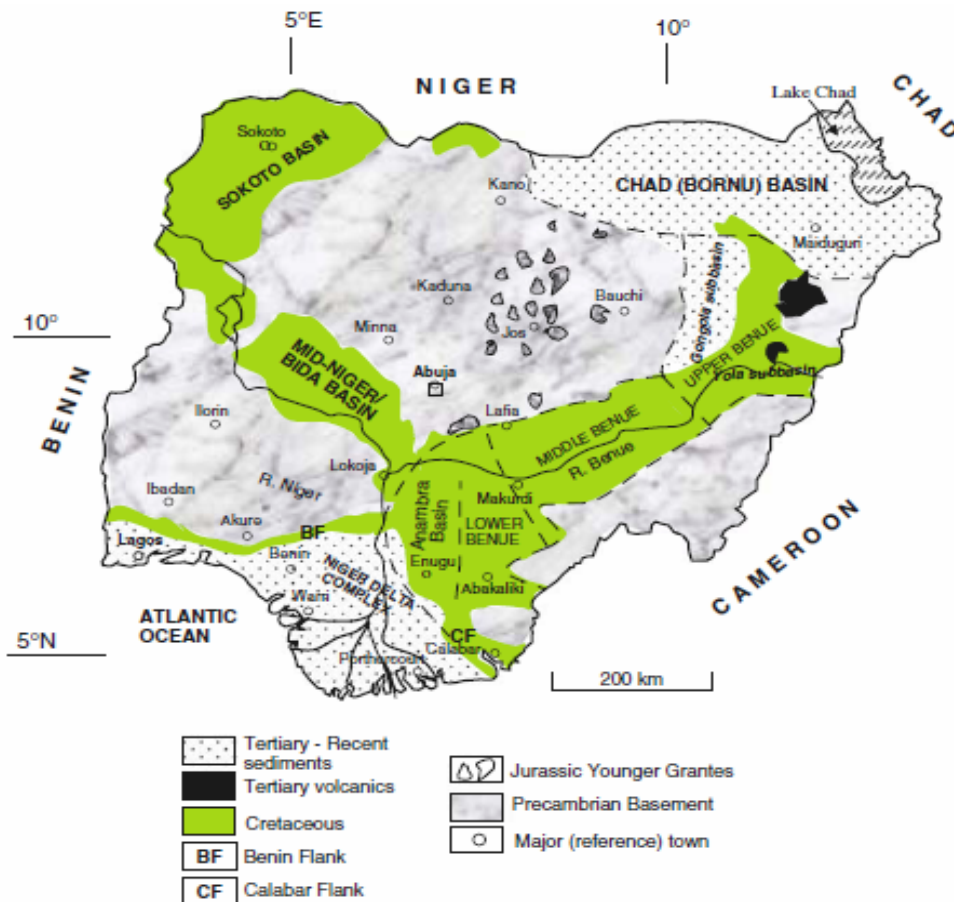 5°E
10°
NIGER
CHAD
Lake Chad
Sokoto
SOKOTO BASIN
Kano
CHAD (BORNU) BASIN
Maiduguri
Kaduna
Bauchi
Gongola subbasin
10°
Minna
Jos
UPPER BENUE
Yola subbasin
MID-NIGER/
BIDA BASIN
Abuja
BENIN
Ilorin
Lafia
MIDDLE BENUE
R. Benue
Lokoja
R. Niger
Ibadan
Makurdi
Anambra
Basin
LOWER
BENUE
Akure
BF
Lagos
Benin
Enugu
NIGER DELTA
COMPLEX
Abakaliki
CAMEROON
Warri
ATLANTIC
OCEAN
CF
5°N
Calabar
Portharcourt
200 km
Tertiary - Recent
sediments
Tertiary volcanics
Cretaceous
BF Benin Flank
CF Calabar Flank
Jurassic Younger Grantes
Precambrian Basement
Major (reference) town